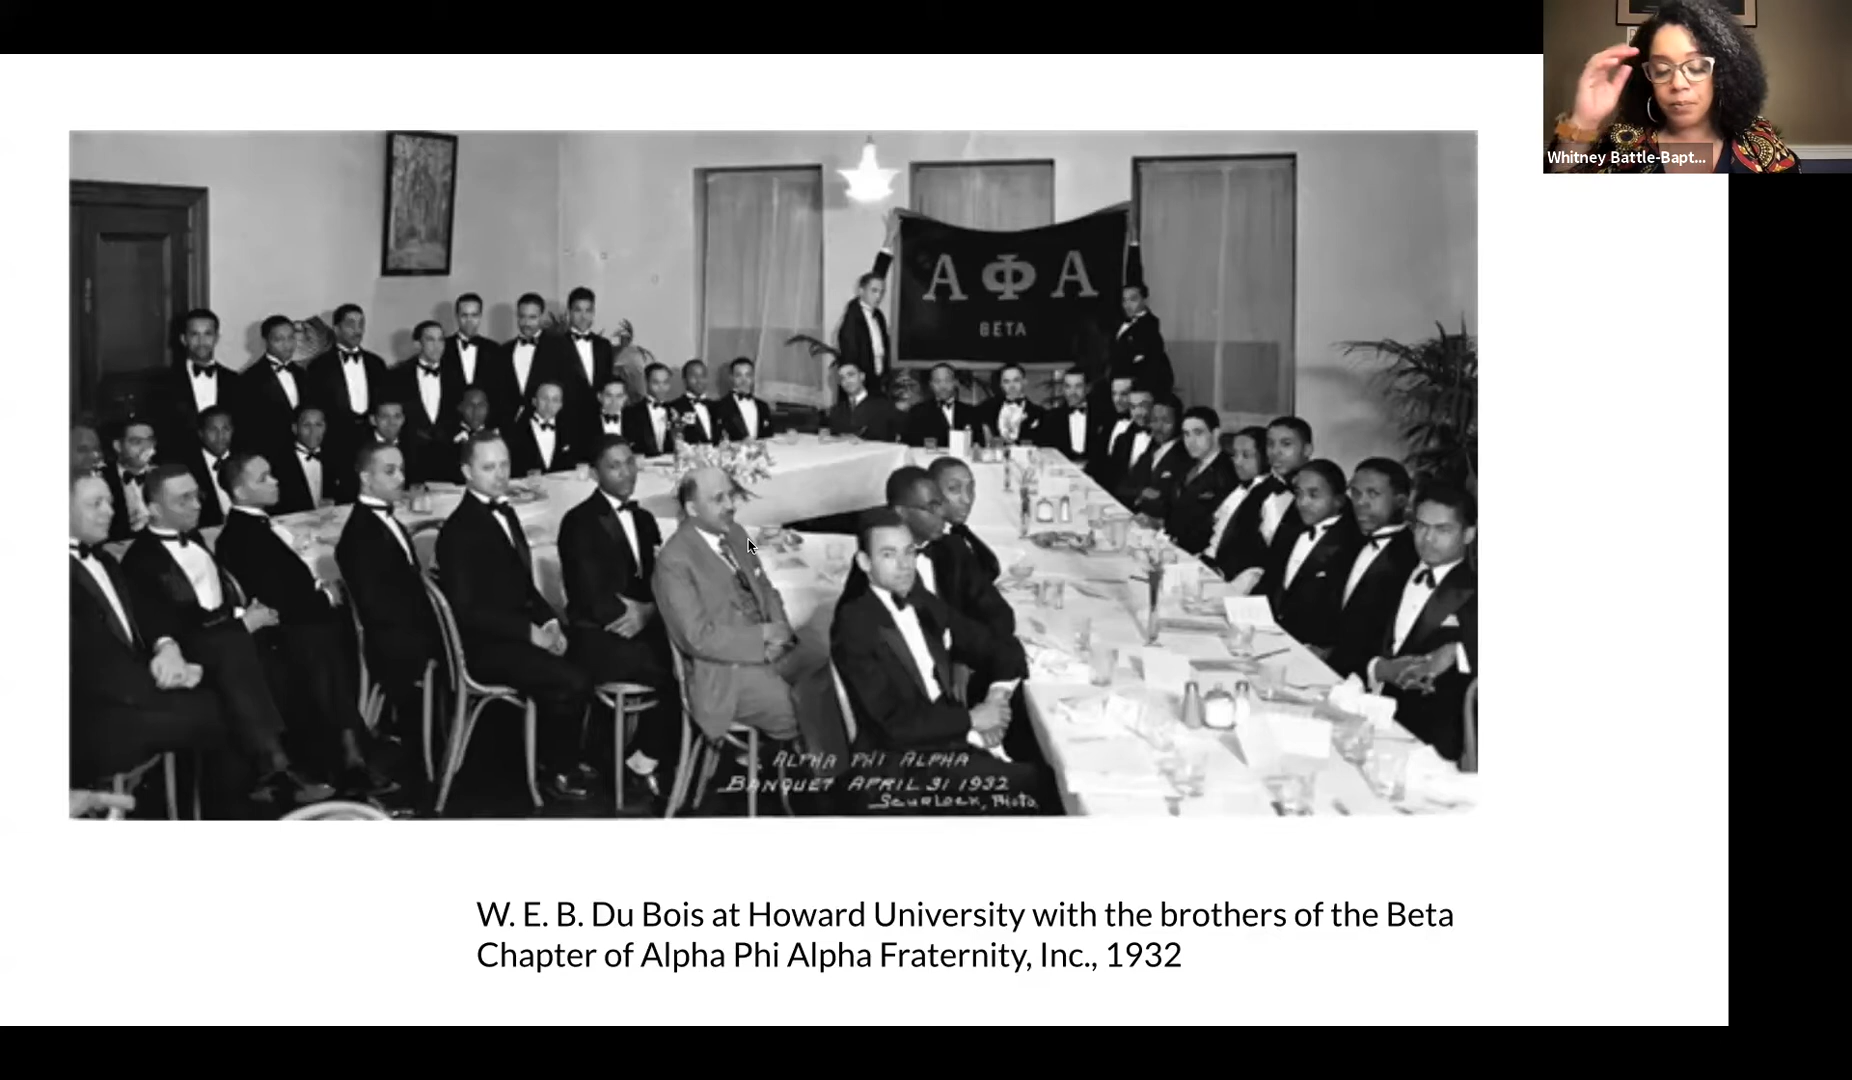 Whitney Battle-Bapt...
Α Φ Α
BETA
ALPHA PHI ALPHA
BANQUET APRIL 31 1932
Scurlock, Photo.
W. E. B. Du Bois at Howard University with the brothers of the Beta
Chapter of Alpha Phi Alpha Fraternity, Inc., 1932